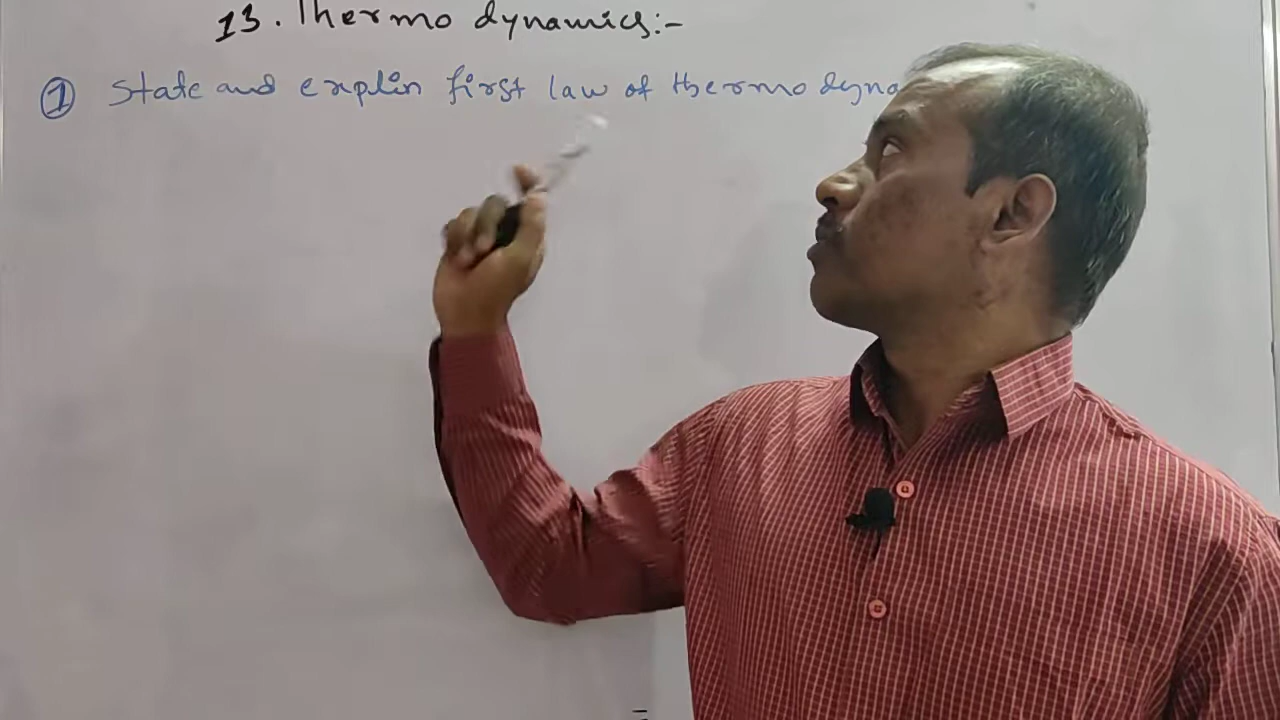 13. Thermo dynamics:-
① State and explin first law of thermo dyna